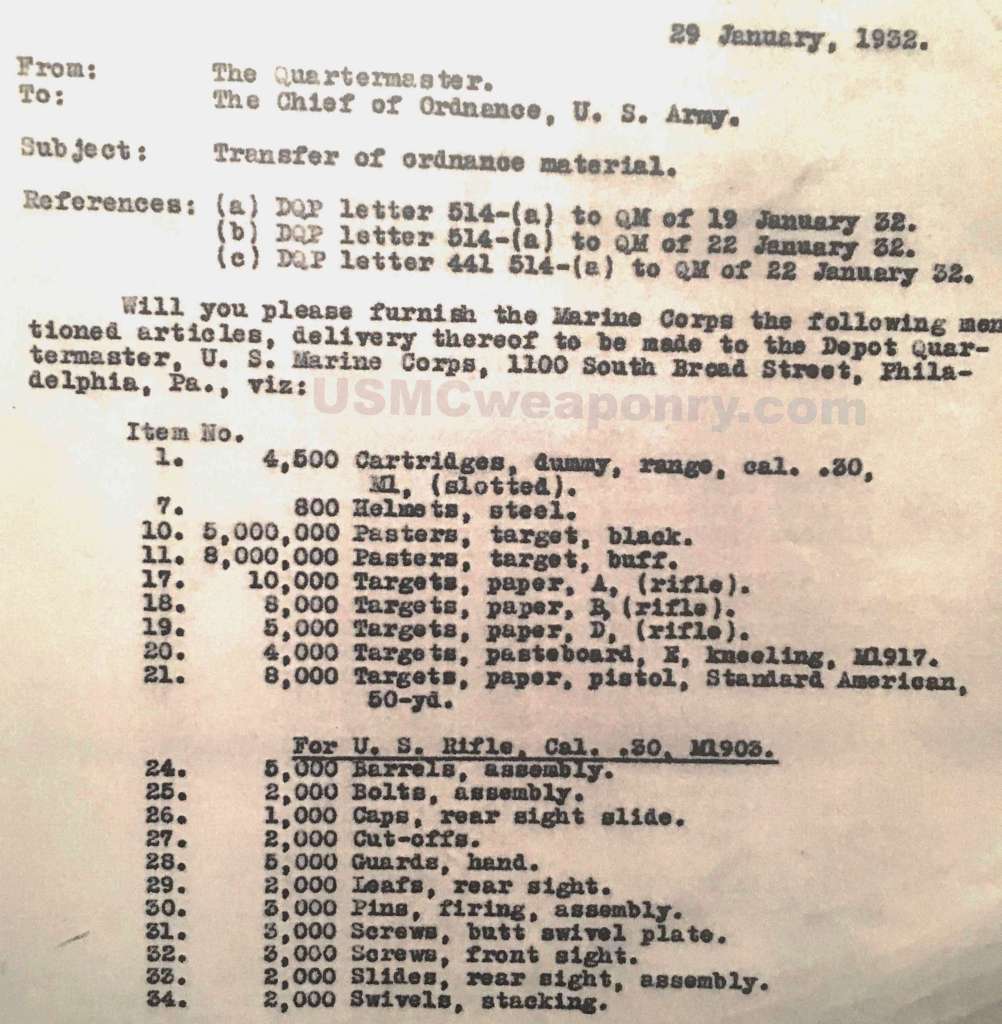 29 January, 1932.
From: The Quartermaster.
To: The Chief of Ordnance, U. S. Army.
Subject: Transfer of ordnance material.
References: (a) DQP letter 514-(a) to QM of 19 January 32.
(b) DQP letter 514-(a) to QM of 22 January 32.
(c) DQP letter 441 514-(a) to QM of 22 January 32.
Will you please furnish the Marine Corps the following men
tioned articles, delivery thereof to be made to the Depot Quar-
termaster, U. S. Marine Corps, 1100 South Broad Street, Phila-
delphia, Pa., viz:
USMCweaponry.com
Item No.
1. 4,500 Cartridges, dummy, range, cal. .30,
M1, (slotted).
7. 800 Helmets, steel.
10. 5,000,000 Pasters, target, black.
11. 8,000,000 Pasters, target, buff.
17. 10,000 Targets, paper, A, (rifle).
18. 8,000 Targets, paper, B, (rifle).
19. 5,000 Targets, paper, D, (rifle).
20. 4,000 Targets, pasteboard, E, kneeling, M1917.
21. 8,000 Targets, paper, pistol, Standard American,
50-yd.
For U. S. Rifle, Cal. .30, M1903.
24. 5,000 Barrels, assembly.
25. 2,000 Bolts, assembly.
26. 1,000 Caps, rear sight slide.
27. 2,000 Cut-offs.
28. 5,000 Guards, hand.
29. 2,000 Leafs, rear sight.
30. 3,000 Pins, firing, assembly.
31. 3,000 Screws, butt swivel plate.
32. 3,000 Screws, front sight.
33. 2,000 Slides, rear sight, assembly.
34. 2,000 Swivels, stacking.